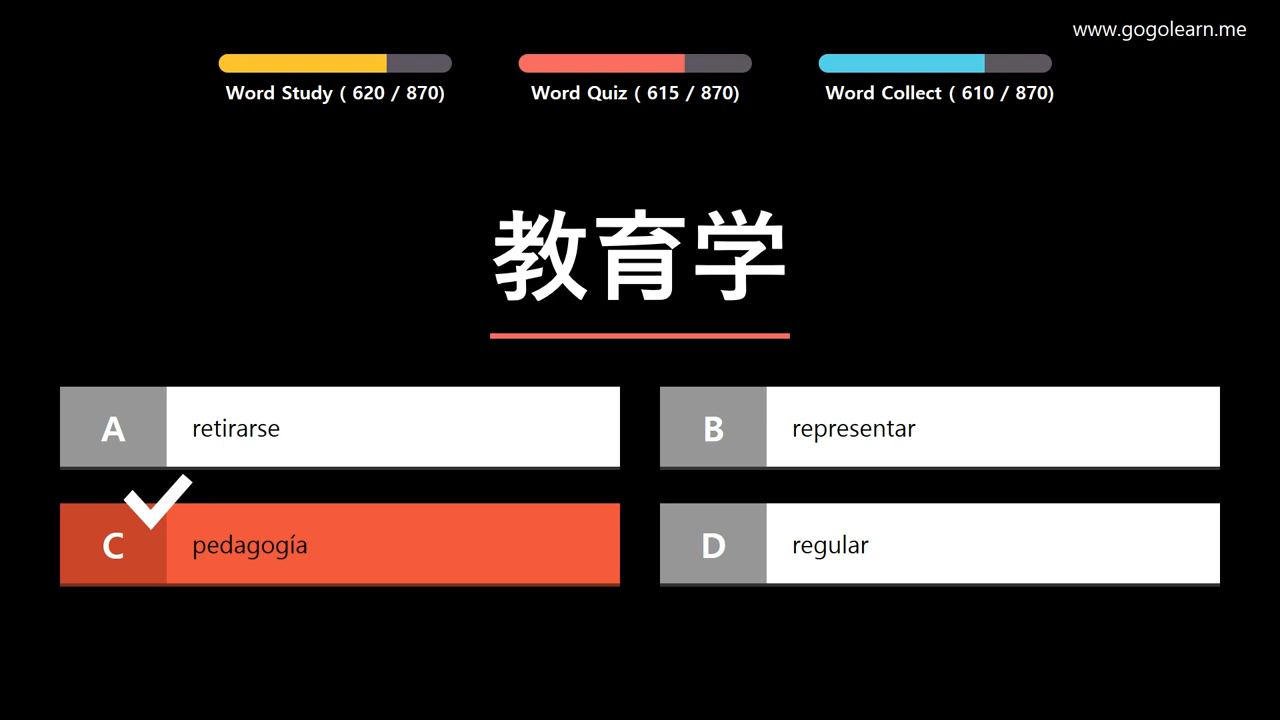 www.gogolearn.me
Word Study ( 620 / 870)
Word Quiz ( 615 / 870)
Word Collect ( 610 / 870)
教育学
A retirarse
B representar
C pedagogía
D regular